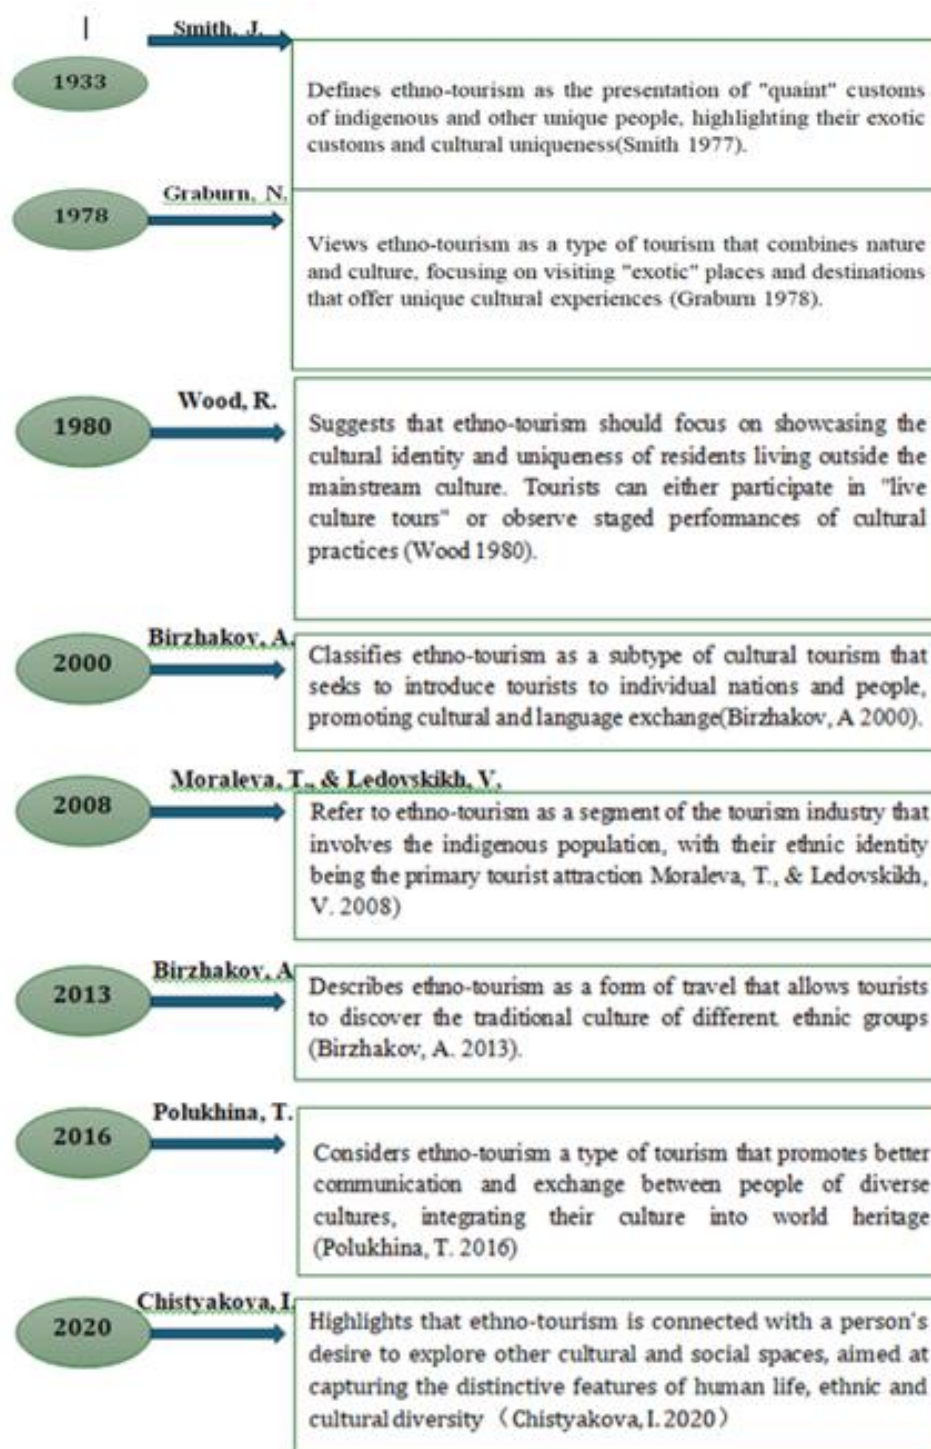 Smith, J.
1933
Defines ethno-tourism as the presentation of "quaint" customs
of indigenous and other unique people, highlighting their exotic
customs and cultural uniqueness(Smith 1977).
Graburn, N.
1978
Views ethno-tourism as a type of tourism that combines nature
and culture, focusing on visiting "exotic" places and destinations
that offer unique cultural experiences (Graburn 1978).
Wood, R.
1980
Suggests that ethno-tourism should focus on showcasing the
cultural identity and uniqueness of residents living outside the
mainstream culture. Tourists can either participate in "live
culture tours" or observe staged performances of cultural
practices (Wood 1980).
Birzhakov, A.
2000
Classifies ethno-tourism as a subtype of cultural tourism that
seeks to introduce tourists to individual nations and people,
promoting cultural and language exchange(Birzhakov, A 2000).
Moraleva, T., & Ledovskikh, V.
2008
Refer to ethno-tourism as a segment of the tourism industry that
involves the indigenous population, with their ethnic identity
being the primary tourist attraction Moraleva, T., & Ledovskikh,
V. 2008)
Birzhakov, A
2013
Describes ethno-tourism as a form of travel that allows tourists
to discover the traditional culture of different. ethnic groups
(Birzhakov, A. 2013).
Polukhina, T.
2016
Considers ethno-tourism a type of tourism that promotes better
communication and exchange between people of diverse
cultures, integrating their culture into world heritage
(Polukhina, T. 2016)
Chistyakova, I.
2020
Highlights that ethno-tourism is connected with a person's
desire to explore other cultural and social spaces, aimed at
capturing the distinctive features of human life, ethnic and
cultural diversity（Chistyakova, I. 2020）